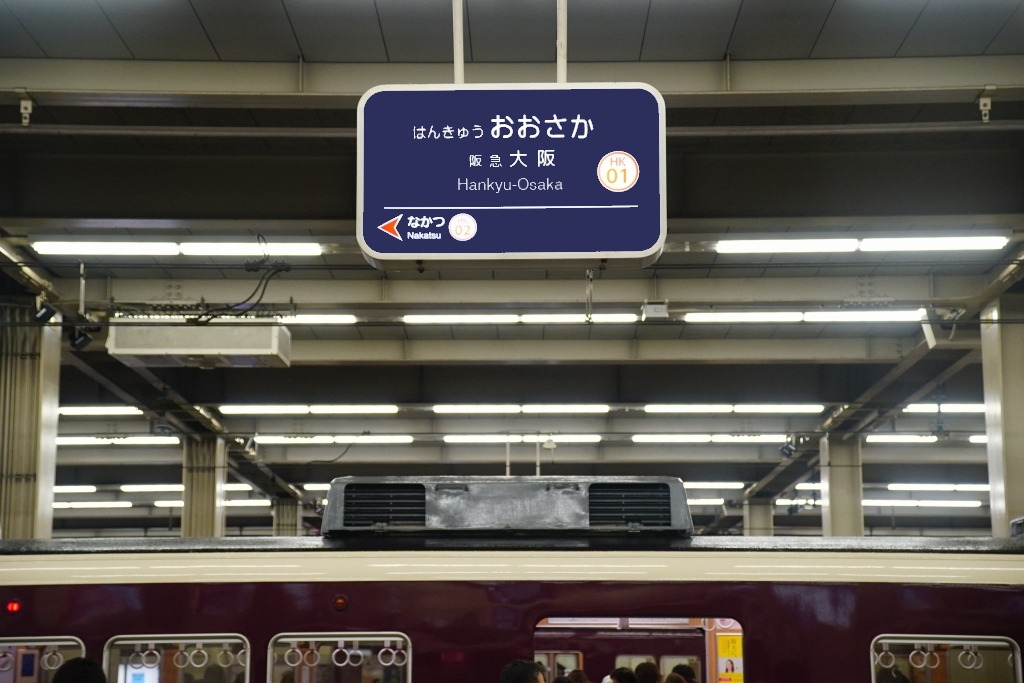 はんきゅう おおさか
阪急 大阪
HK
01
Hankyu-Osaka
なかつ
Nakatsu
HK
02